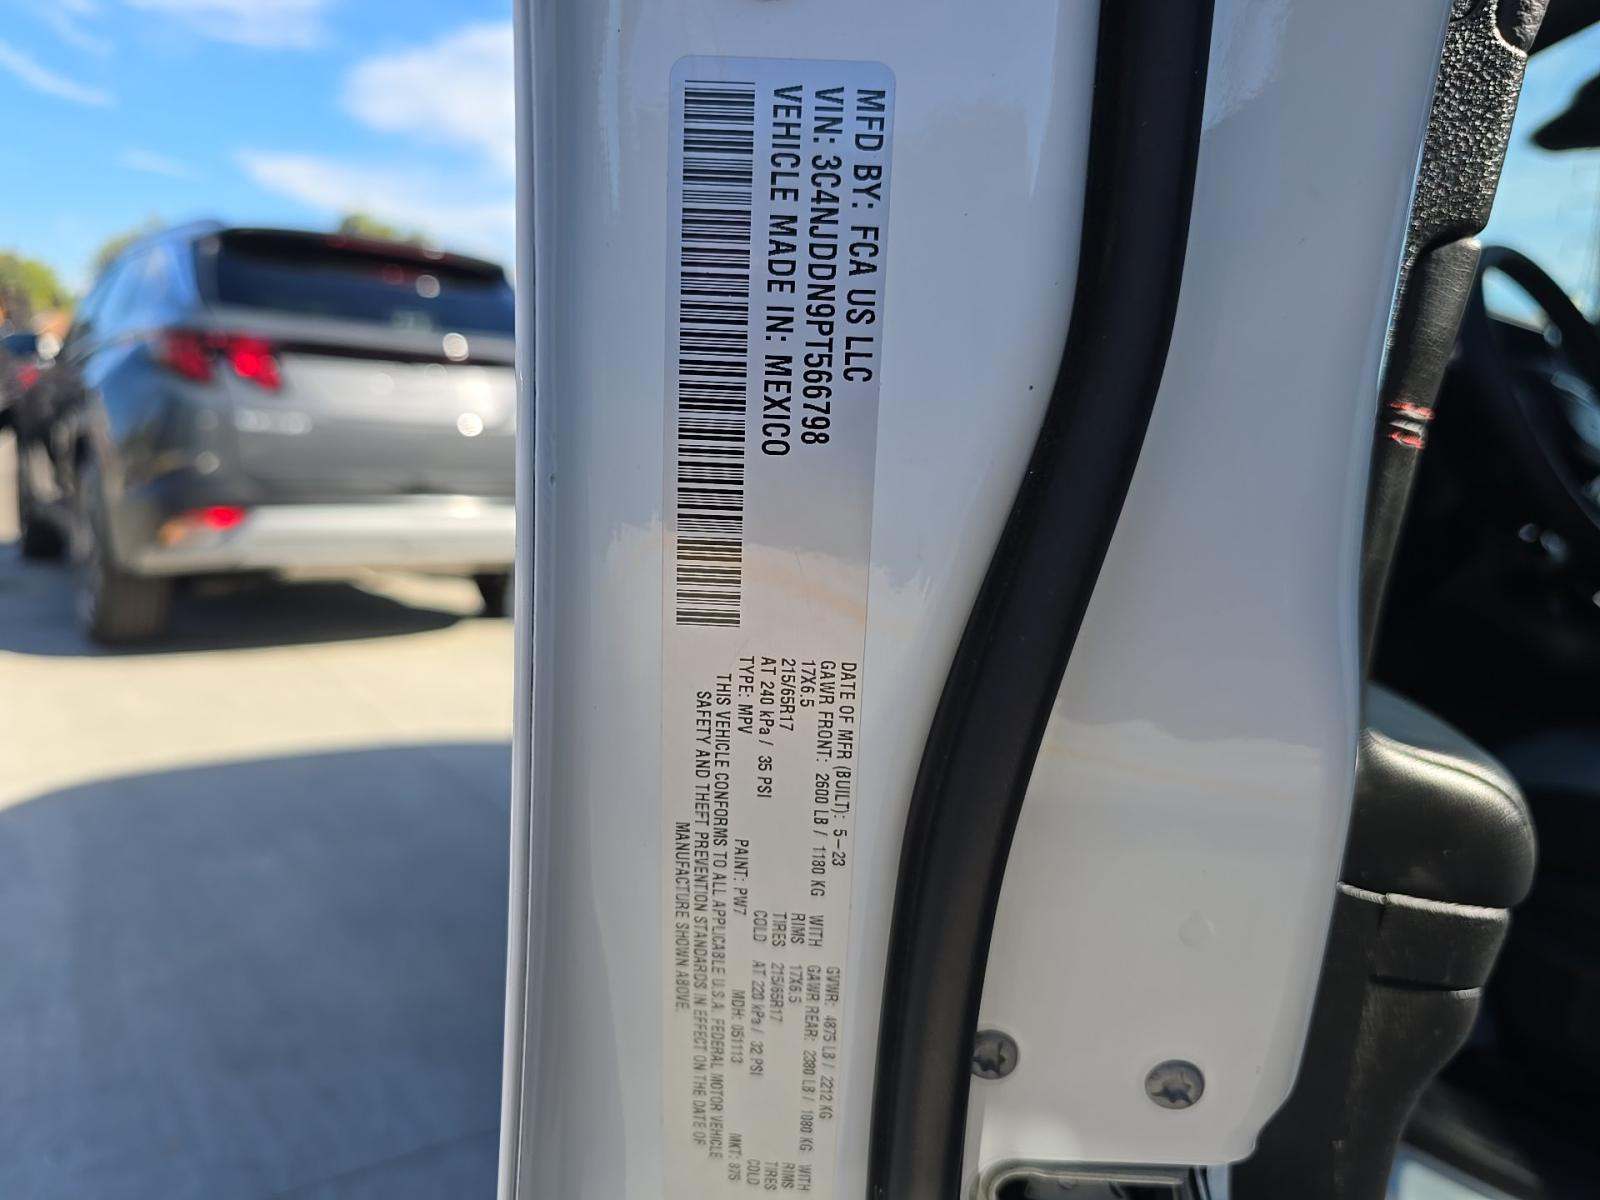 MFD BY: FCA US LLC
VIN: 3C4NJDDN9PT566798
VEHICLE MADE IN: MEXICO
DATE OF MFR (BUILT): 5-23 GVWR: 4875 LB / 2212 KG
GAWR FRONT: 2600 LB / 1180 KG WITH GAWR REAR: 2380 LB / 1080 KG WITH
17X6.5 RIMS 17X6.5 RIMS
215/65R17 TIRES 215/65R17 TIRES
AT 240 kPa / 35 PSI COLD AT 220 kPa / 32 PSI COLD
TYPE: MPV PAINT: PW7 MDH: 051113 MKT:
THIS VEHICLE CONFORMS TO ALL APPLICABLE U.S.A. FEDERAL MOTOR VEHICLE
SAFETY AND THEFT PREVENTION STANDARDS IN EFFECT ON THE DATE OF
MANUFACTURE SHOWN ABOVE.